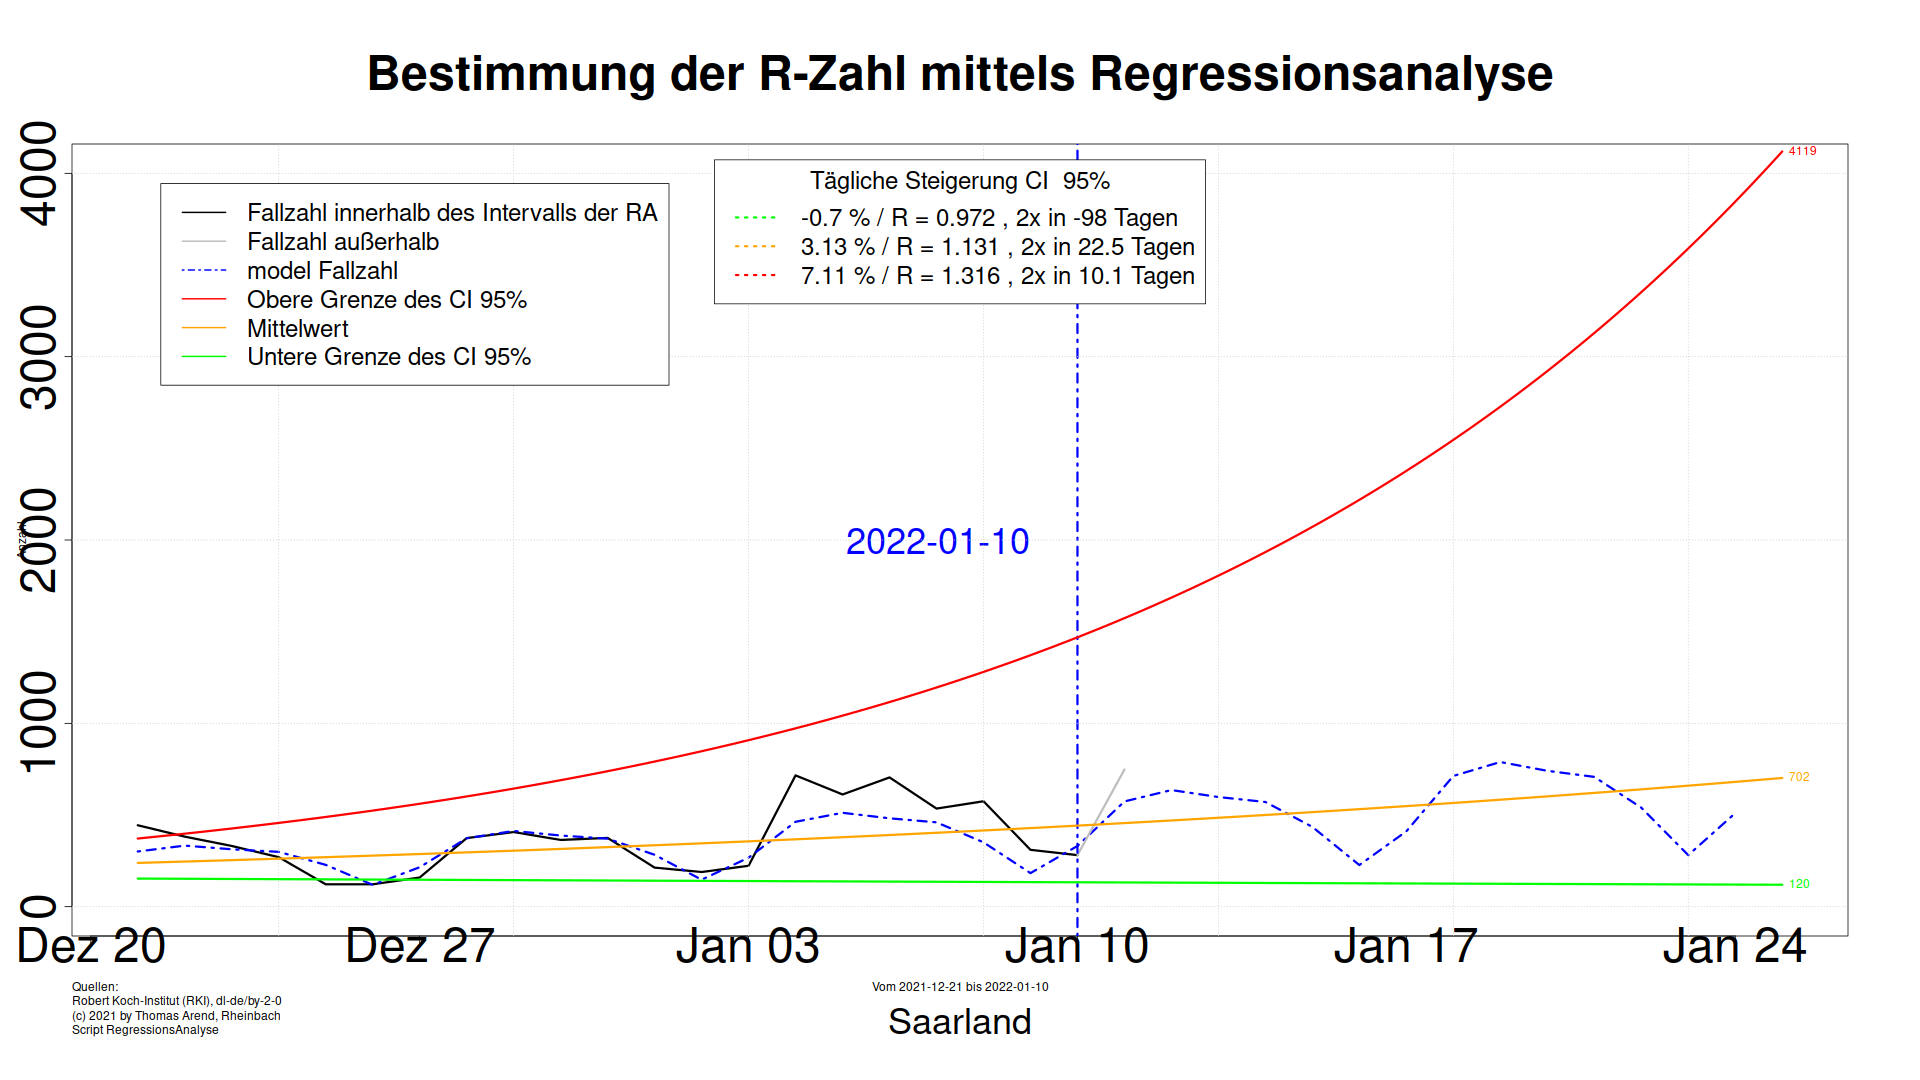 Bestimmung der R-Zahl mittels Regressionsanalyse
4000
3000
2000
1000
0
Anzahl
Fallzahl innerhalb des Intervalls der RA
Fallzahl außerhalb
model Fallzahl
Obere Grenze des CI 95%
Mittelwert
Untere Grenze des CI 95%
Tägliche Steigerung CI 95%
-0.7 % / R = 0.972 , 2x in -98 Tagen
3.13 % / R = 1.131 , 2x in 22.5 Tagen
7.11 % / R = 1.316 , 2x in 10.1 Tagen
4119
2022-01-10
702
120
Dez 20
Dez 27
Jan 03
Jan 10
Jan 17
Jan 24
Quellen:
Robert Koch-Institut (RKI), dl-de/by-2-0
(c) 2021 by Thomas Arend, Rheinbach
Script RegressionsAnalyse
Vom 2021-12-21 bis 2022-01-10
Saarland